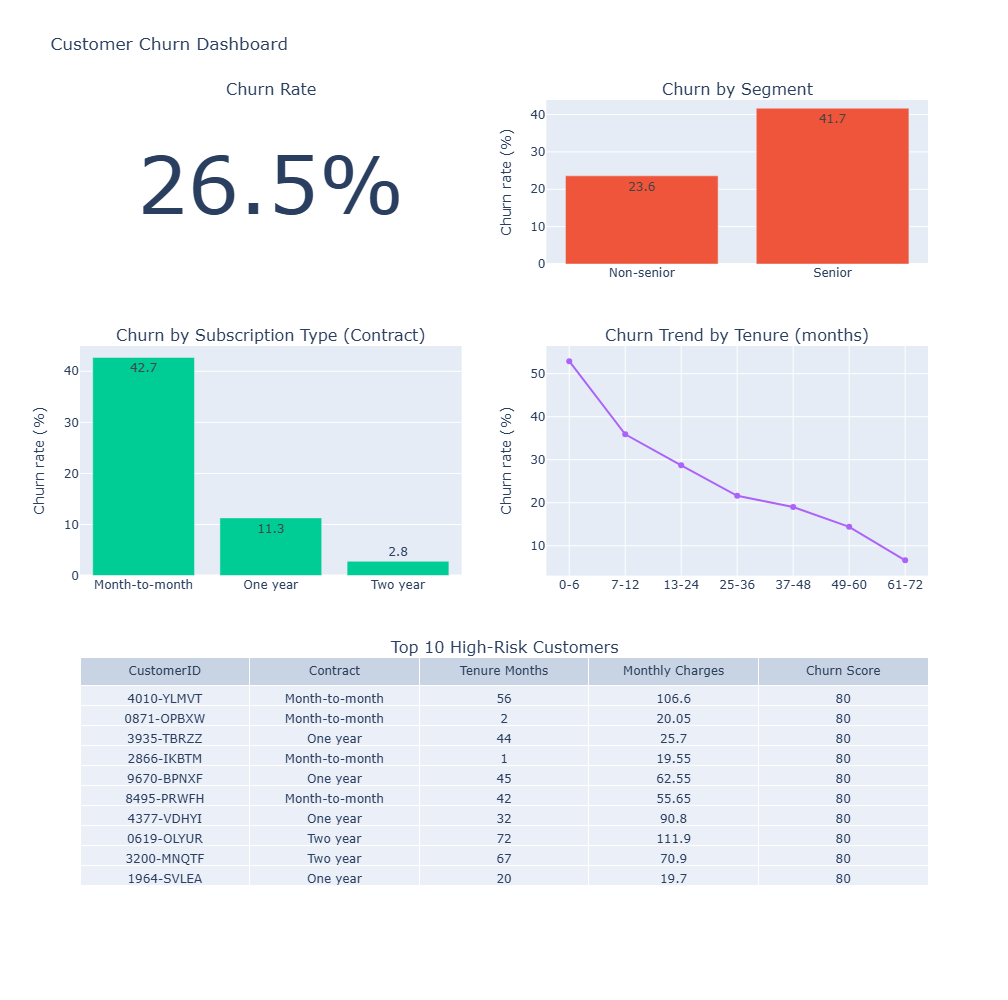 Customer Churn Dashboard
Churn Rate
26.5%
Churn by Segment
Churn rate (%)
40
30
20
10
0
23.6
41.7
Non-senior Senior
Churn by Subscription Type (Contract)
Churn rate (%)
40
30
20
10
0
42.7
11.3
2.8
Month-to-month One year Two year
Churn Trend by Tenure (months)
Churn rate (%)
50
40
30
20
10
0-6 7-12 13-24 25-36 37-48 49-60 61-72
Top 10 High-Risk Customers
CustomerID Contract Tenure Months Monthly Charges Churn Score
4010-YLMVT Month-to-month 56 106.6 80
0871-OPBXW Month-to-month 2 20.05 80
3935-TBRZZ One year 44 25.7 80
2866-IKBTM Month-to-month 1 19.55 80
9670-BPNXF One year 45 62.55 80
8495-PRWFH Month-to-month 42 55.65 80
4377-VDHYI One year 32 90.8 80
0619-OLYUR Two year 72 111.9 80
3200-MNQTF Two year 67 70.9 80
1964-SVLEA One year 20 19.7 80